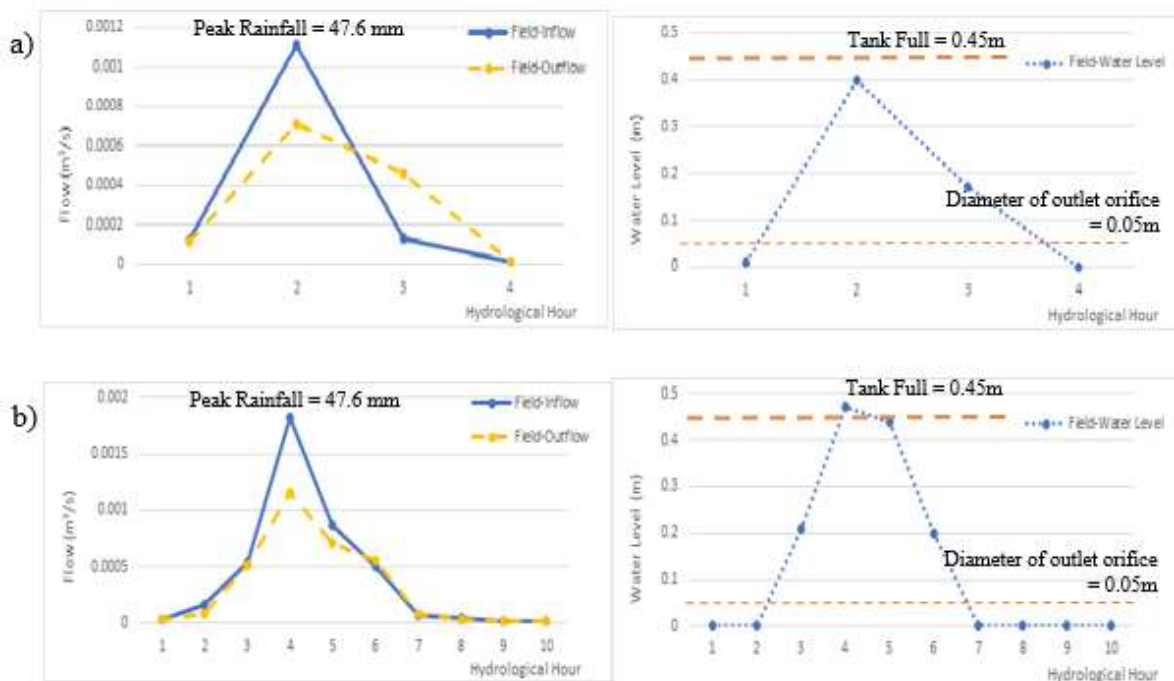 a)
Peak Rainfall = 47.6 mm
Field-Inflow
Field-Outflow
0.0012
0.001
0.0008
0.0006
0.0004
0.0002
0
Flow (m³/s)
1 2 3 4
Hydrological Hour
Tank Full = 0.45m
Field-Water Level
0.5
0.4
0.3
0.2
0.1
0
Water Level (m)
Diameter of outlet orifice
= 0.05m
1 2 3 4
Hydrological Hour
b)
Peak Rainfall = 47.6 mm
Field-Inflow
Field-Outflow
0.002
0.0015
0.001
0.0005
0
Flow (m³/s)
1 2 3 4 5 6 7 8 9 10
Hydrological Hour
Tank Full = 0.45m
Field-Water Level
0.5
0.4
0.3
0.2
0.1
0
Water Level (m)
Diameter of outlet orifice
= 0.05m
1 2 3 4 5 6 7 8 9 10
Hydrological Hour